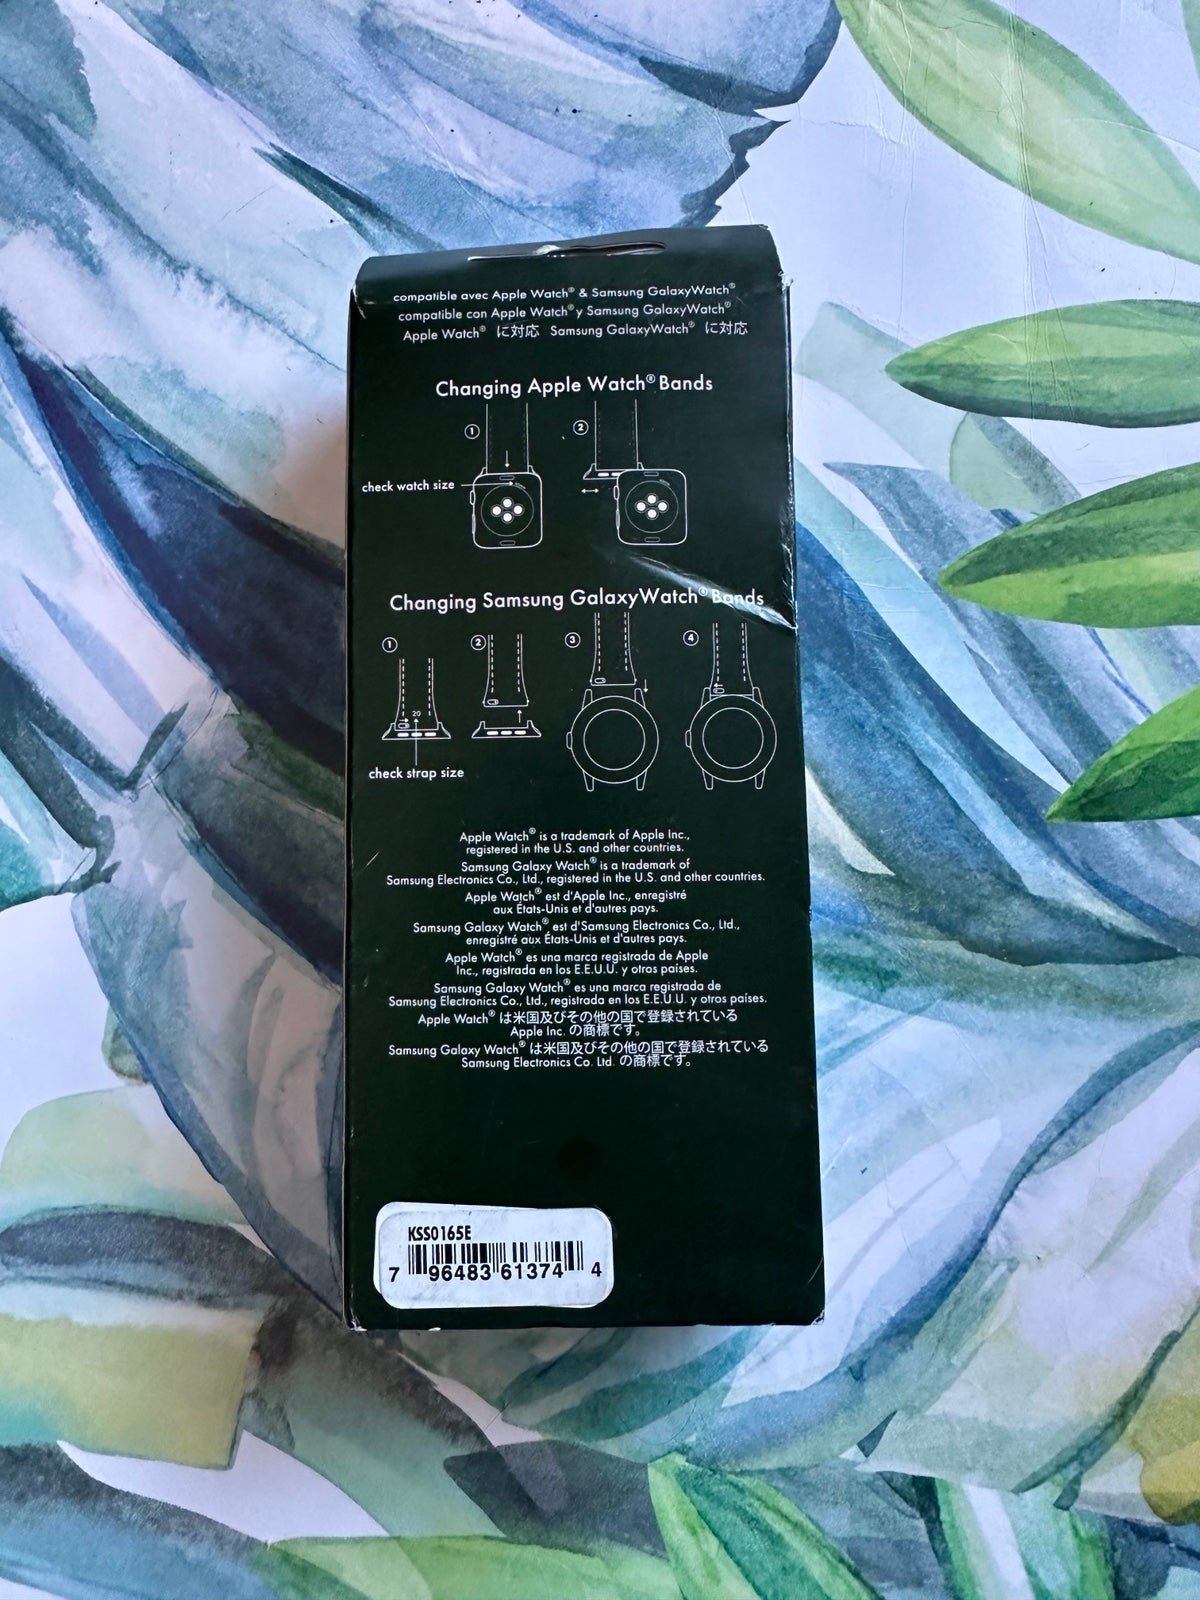 compatible avec Apple Watch® & Samsung GalaxyWatch®
compatible con Apple Watch® y Samsung GalaxyWatch®
Apple Watch® に対応 Samsung GalaxyWatch® に対応
Changing Apple Watch® Bands
1
2
check watch size
Changing Samsung GalaxyWatch® Bands
1
2
3
4
20
check strap size
Apple Watch® is a trademark of Apple Inc.,
registered in the U.S. and other countries.
Samsung Galaxy Watch® is a trademark of
Samsung Electronics Co., Ltd., registered in the U.S. and other countries.
Apple Watch® est d'Apple Inc., enregistré
aux États-Unis et d'autres pays.
Samsung Galaxy Watch® est d'Samsung Electronics Co., Ltd.,
enregistré aux États-Unis et d'autres pays.
Apple Watch® es una marca registrada de Apple
Inc., registrada en los E.E.U.U. y otros países.
Samsung Galaxy Watch® es una marca registrada de
Samsung Electronics Co., Ltd., registrada en los E.E.U.U. y otros países.
Apple Watch® は米国及びその他の国で登録されている
Apple Inc. の商標です。
Samsung Galaxy Watch® は米国及びその他の国で登録されている
Samsung Electronics Co. Ltd. の商標です。
KSS0165E
7 96483 61374 4